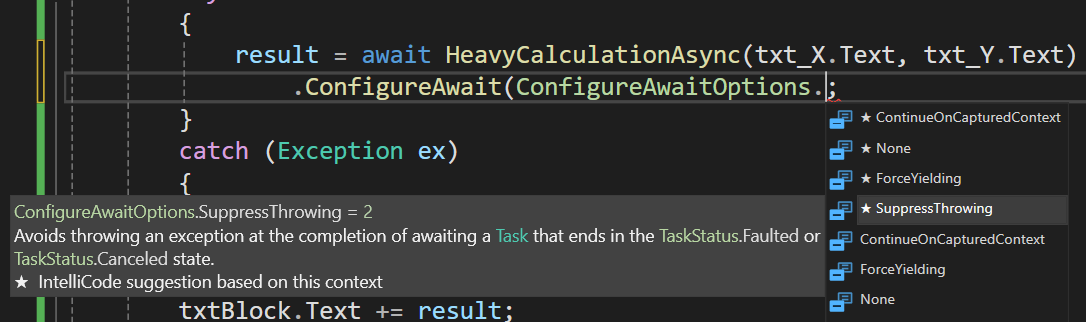 {
result = await HeavyCalculationAsync(txt_X.Text, txt_Y.Text)
.ConfigureAwait(ConfigureAwaitOptions.;
}
catch (Exception ex)
{
★ ContinueOnCapturedContext
★ None
★ ForceYielding
★ SuppressThrowing
ContinueOnCapturedContext
ForceYielding
None
ConfigureAwaitOptions.SuppressThrowing = 2
Avoids throwing an exception at the completion of awaiting a Task that ends in the TaskStatus.Faulted or
TaskStatus.Canceled state.
★ IntelliCode suggestion based on this context
txtBlock.Text += result;